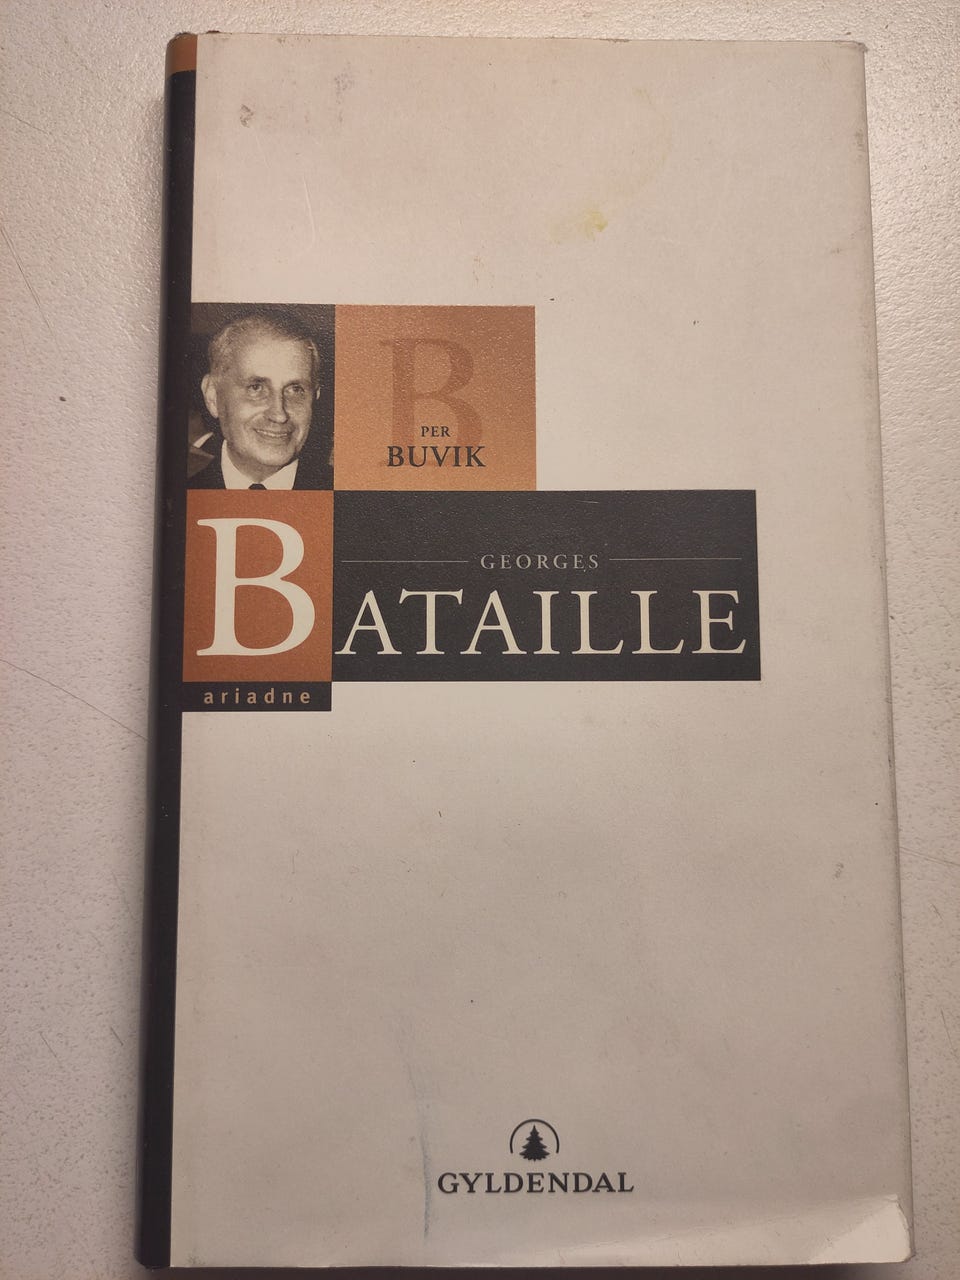 B
PER
BUVIK
GEORGES
BATAILLE
ariadne
GYLDENDAL